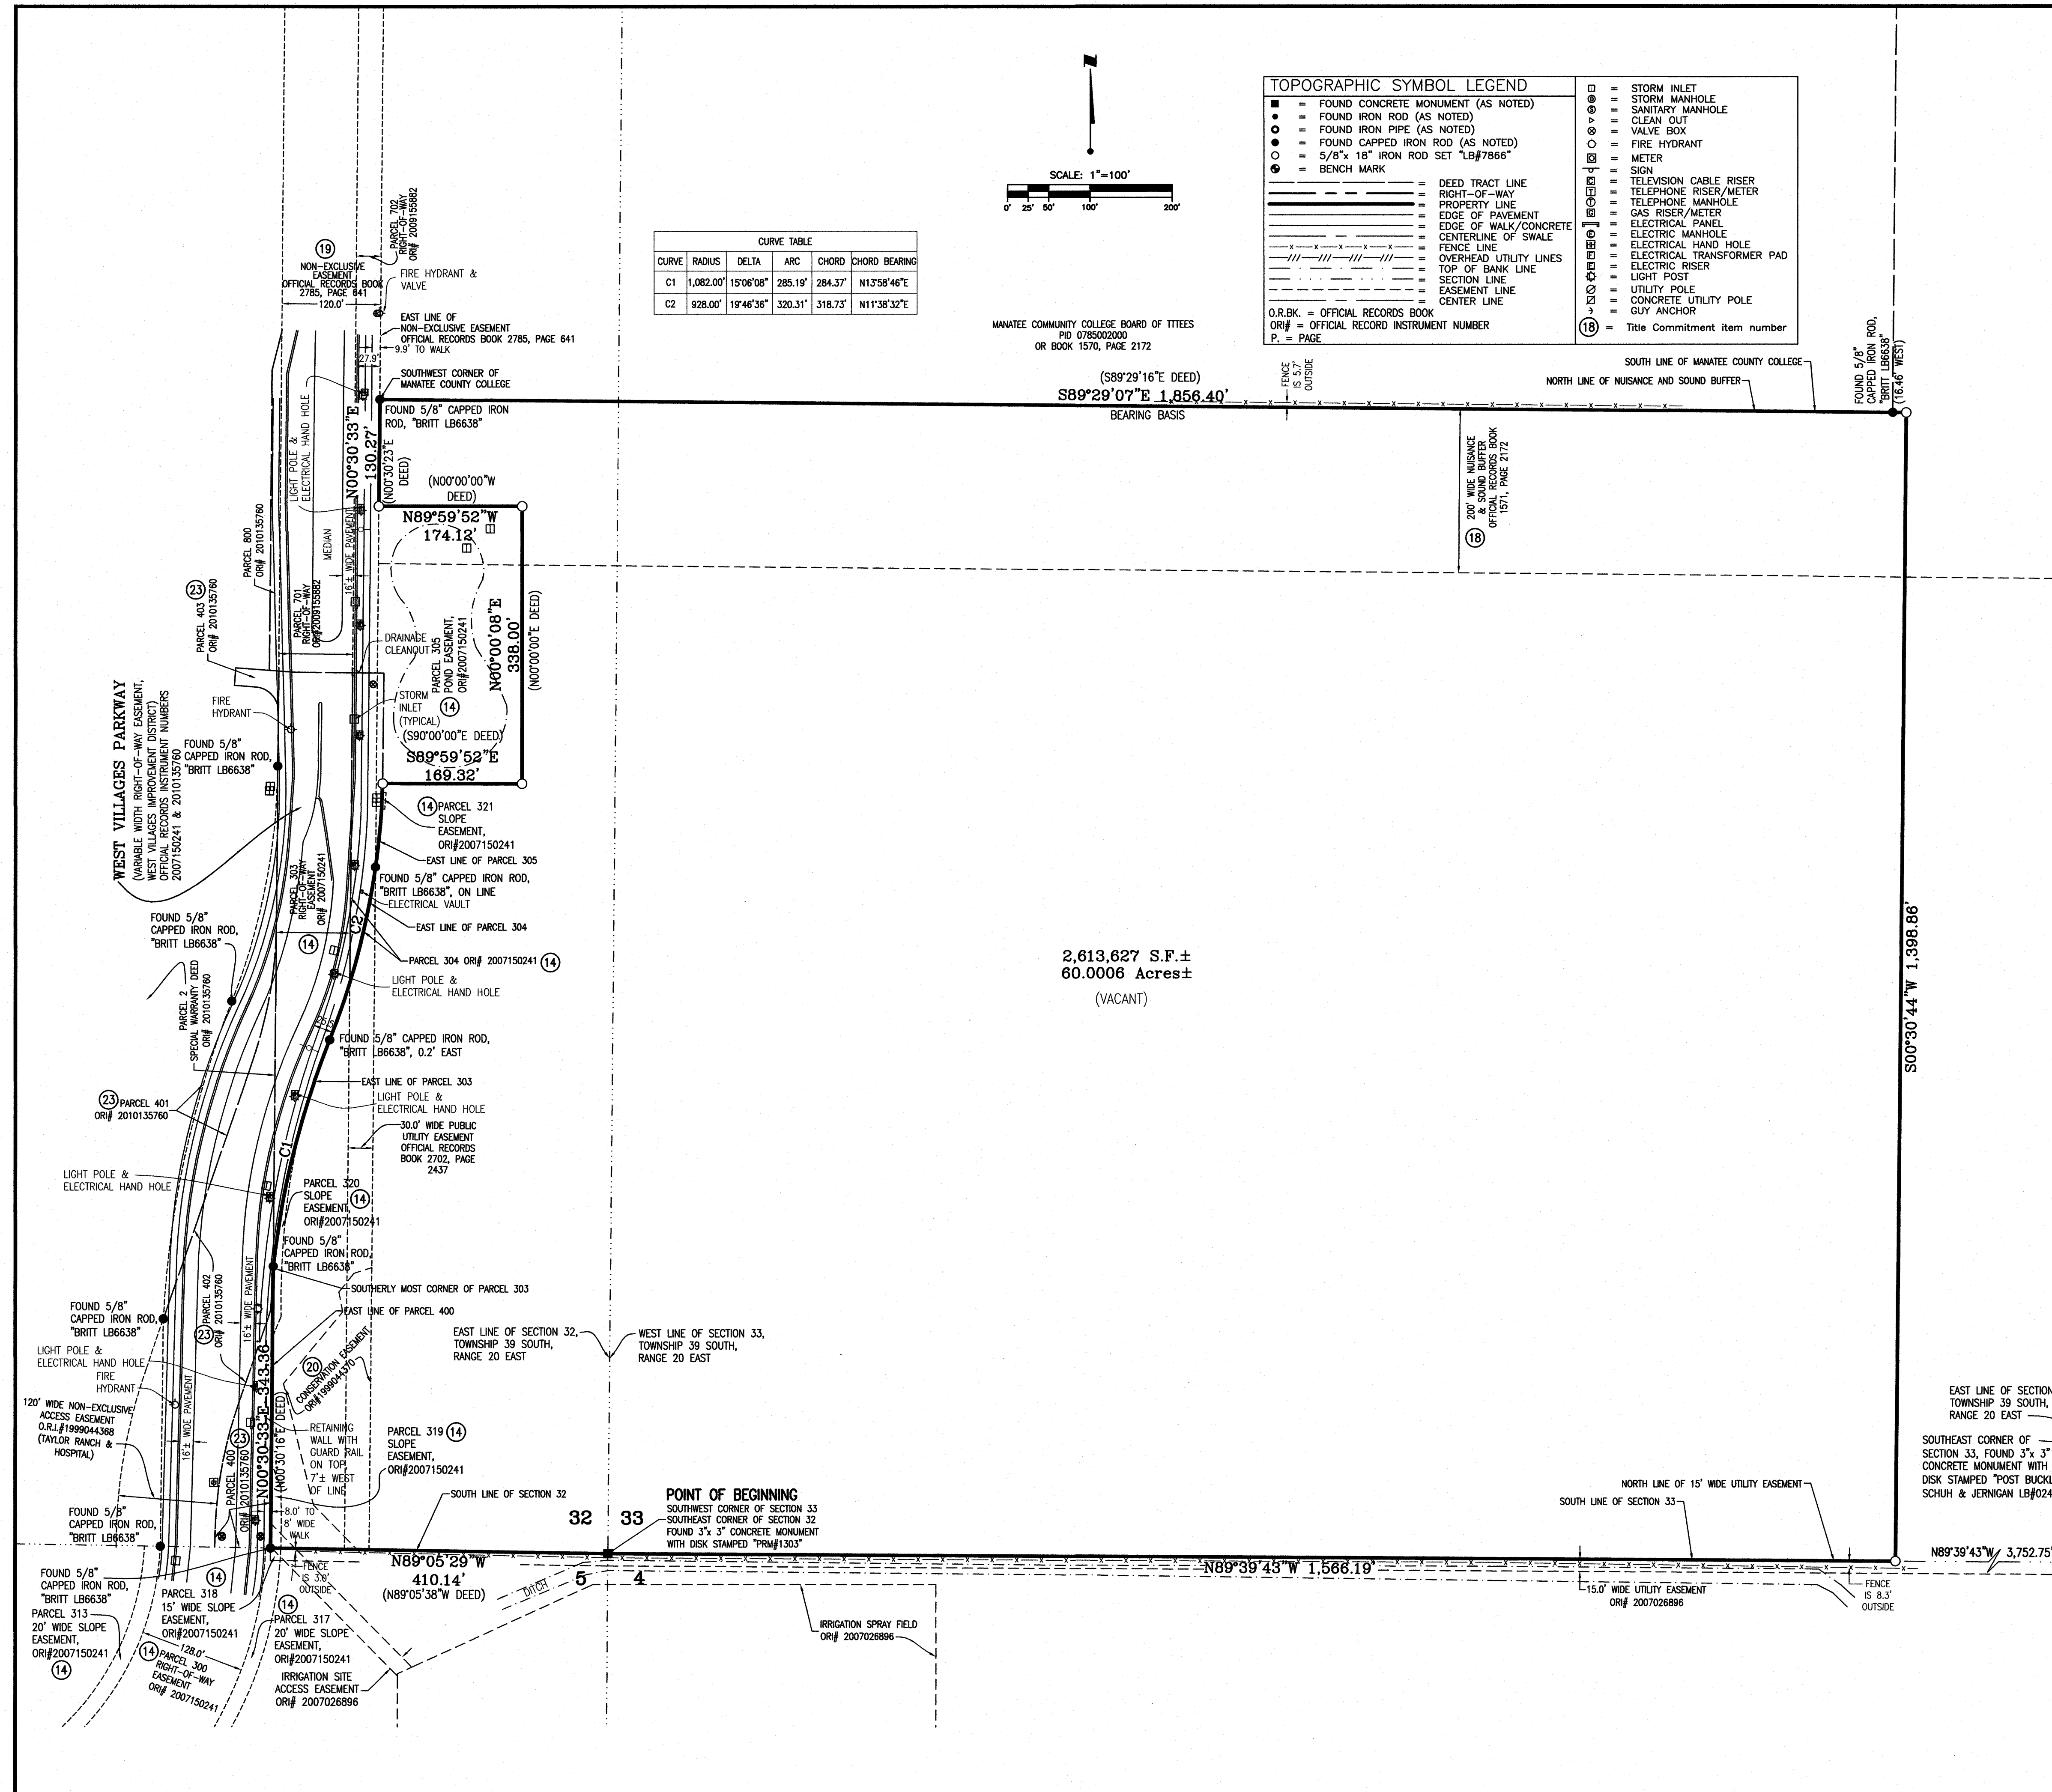 N
SCALE: 1"=100'
0' 25' 50' 100' 200'
TOPOGRAPHIC SYMBOL LEGEND
= FOUND CONCRETE MONUMENT (AS NOTED)
= FOUND IRON ROD (AS NOTED)
= FOUND IRON PIPE (AS NOTED)
= FOUND CAPPED IRON ROD (AS NOTED)
= 5/8"x 18" IRON ROD SET "LB#7866"
= BENCH MARK
= DEED TRACT LINE
= RIGHT-OF-WAY
= PROPERTY LINE
= EDGE OF PAVEMENT
= EDGE OF WALK/CONCRETE
= CENTERLINE OF SWALE
= FENCE LINE
= OVERHEAD UTILITY LINES
= TOP OF BANK LINE
= SECTION LINE
= EASEMENT LINE
= CENTER LINE
O.R.BK. = OFFICIAL RECORDS BOOK
ORI# = OFFICIAL RECORD INSTRUMENT NUMBER
P. = PAGE
= STORM INLET
= STORM MANHOLE
= SANITARY MANHOLE
= CLEAN OUT
= VALVE BOX
= FIRE HYDRANT
= METER
= SIGN
= TELEVISION CABLE RISER
= TELEPHONE RISER/METER
= TELEPHONE MANHOLE
= GAS RISER/METER
= ELECTRICAL PANEL
= ELECTRIC MANHOLE
= ELECTRICAL HAND HOLE
= ELECTRICAL TRANSFORMER PAD
= ELECTRIC RISER
= LIGHT POST
= UTILITY POLE
= CONCRETE UTILITY POLE
= GUY ANCHOR
18 = Title Commitment item number
CURVE TABLE
CURVE RADIUS DELTA ARC CHORD CHORD BEARING
C1 1,082.00' 15°06'08" 285.19' 284.37' N13°58'46"E
C2 928.00' 19°46'36" 320.31' 318.73' N11°38'32"E
MANATEE COMMUNITY COLLEGE BOARD OF TTTEES
PID 0785002000
OR BOOK 1570, PAGE 2172
PARCEL 702
RIGHT-OF-WAY
ORI# 2009155882
19
NON-EXCLUSIVE
EASEMENT
OFFICIAL RECORDS BOOK
2785, PAGE 641
120.0'
FIRE HYDRANT &
VALVE
EAST LINE OF
NON-EXCLUSIVE EASEMENT
OFFICIAL RECORDS BOOK 2785, PAGE 641
9.9' TO WALK
27.9'
SOUTHWEST CORNER OF
MANATEE COUNTY COLLEGE
FOUND 5/8" CAPPED IRON
ROD, "BRITT LB6638"
(S89°29'16"E DEED)
S89°29'07"E 1,856.40'
BEARING BASIS
FENCE
IS 5.7'
OUTSIDE
SOUTH LINE OF MANATEE COUNTY COLLEGE
NORTH LINE OF NUISANCE AND SOUND BUFFER
FOUND 5/8"
CAPPED IRON ROD,
"BRITT LB6638"
(16.46' WEST)
200' WIDE NUISANCE
& SOUND BUFFER
OFFICIAL RECORDS BOOK
1571, PAGE 2172
18
LIGHT POLE &
ELECTRICAL HAND HOLE
N00°30'33"E
130.27'
(N00°30'23"E
DEED)
(N00°00'00"W
DEED)
N89°59'52"W
174.12'
N00°00'08"E
338.00'
(N00°00'00"E DEED)
PARCEL 305
POND EASEMENT,
ORI#2007150241
14
DRAINAGE
CLEANOUT
STORM
INLET
(TYPICAL)
(S90°00'00"E DEED)
S89°59'52"E
169.32'
MEDIAN
16'± WIDE PAVEMENT
PARCEL 800
ORI# 2010135760
PARCEL 701
RIGHT-OF-WAY
ORI#2009155882
23
PARCEL 403
ORI# 2010135760
WEST VILLAGES PARKWAY
(VARIABLE WIDTH RIGHT-OF-WAY EASEMENT,
WEST VILLAGES IMPROVEMENT DISTRICT)
OFFICIAL RECORDS INSTRUMENT NUMBERS
2007150241 & 2010135760
FIRE
HYDRANT
FOUND 5/8"
CAPPED IRON ROD,
"BRITT LB6638"
14 PARCEL 321
SLOPE
EASEMENT,
ORI#2007150241
EAST LINE OF PARCEL 305
FOUND 5/8" CAPPED IRON ROD,
"BRITT LB6638", ON LINE
ELECTRICAL VAULT
C2
EAST LINE OF PARCEL 304
PARCEL 304 ORI# 2007150241 14
LIGHT POLE &
ELECTRICAL HAND HOLE
PARCEL 303
RIGHT-OF-WAY
EASEMENT
ORI# 2007150241
14
FOUND 5/8"
CAPPED IRON ROD,
"BRITT LB6638"
PARCEL 2
SPECIAL WARRANTY DEED
ORI# 2010135760
2,613,627 S.F.±
60.0006 Acres±
(VACANT)
S00°30'44"W 1,398.86'
FOUND 5/8" CAPPED IRON ROD,
"BRITT LB6638", 0.2' EAST
EAST LINE OF PARCEL 303
LIGHT POLE &
ELECTRICAL HAND HOLE
23 PARCEL 401
ORI# 2010135760
30.0' WIDE PUBLIC
UTILITY EASEMENT
OFFICIAL RECORDS
BOOK 2702, PAGE
2437
C1
LIGHT POLE &
ELECTRICAL HAND HOLE
PARCEL 320
SLOPE
EASEMENT,
ORI#2007150241
14
FOUND 5/8"
CAPPED IRON ROD,
"BRITT LB6638"
SOUTHERLY MOST CORNER OF PARCEL 303
EAST LINE OF PARCEL 400
PARCEL 402
ORI# 2010135760
23
16'± WIDE PAVEMENT
FOUND 5/8"
CAPPED IRON ROD,
"BRITT LB6638"
EAST LINE OF SECTION 32,
TOWNSHIP 39 SOUTH,
RANGE 20 EAST
WEST LINE OF SECTION 33,
TOWNSHIP 39 SOUTH,
RANGE 20 EAST
LIGHT POLE &
ELECTRICAL HAND HOLE
FIRE
HYDRANT
20
CONSERVATION EASEMENT
ORI#1999044370
120' WIDE NON-EXCLUSIVE
ACCESS EASEMENT
O.R.I.#1999044368
(TAYLOR RANCH &
HOSPITAL)
16'± WIDE PAVEMENT
N00°30'33"E 343.36'
(N00°30'16"E DEED)
RETAINING
WALL WITH
GUARD RAIL
ON TOP,
7'± WEST
OF LINE
PARCEL 319 14
SLOPE
EASEMENT,
ORI#2007150241
23
PARCEL 400
ORI# 2010135760
8.0' TO
8' WIDE
WALK
SOUTH LINE OF SECTION 32
POINT OF BEGINNING
SOUTHWEST CORNER OF SECTION 33
SOUTHEAST CORNER OF SECTION 32
FOUND 3"x 3" CONCRETE MONUMENT
WITH DISK STAMPED "PRM#1303"
32 33
5 4
EAST LINE OF SECTION
TOWNSHIP 39 SOUTH,
RANGE 20 EAST
SOUTHEAST CORNER OF
SECTION 33, FOUND 3"x 3"
CONCRETE MONUMENT WITH
DISK STAMPED "POST BUCKL
SCHUH & JERNIGAN LB#024
NORTH LINE OF 15' WIDE UTILITY EASEMENT
SOUTH LINE OF SECTION 33
FOUND 5/8"
CAPPED IRON ROD,
"BRITT LB6638"
N89°05'29"W
410.14'
(N89°05'38"W DEED)
N89°39'43"W 1,566.19'
N89°39'43"W 3,752.75'
FENCE
IS 3.9'
OUTSIDE
DITCH
15.0' WIDE UTILITY EASEMENT
ORI# 2007026896
FENCE
IS 8.3'
OUTSIDE
FOUND 5/8"
CAPPED IRON ROD,
"BRITT LB6638"
PARCEL 313
20' WIDE SLOPE
EASEMENT,
ORI#2007150241
14
14
PARCEL 318
15' WIDE SLOPE
EASEMENT,
ORI#2007150241
128.0'
14 PARCEL 300
RIGHT-OF-WAY
EASEMENT
ORI# 2007150241
14
PARCEL 317
20' WIDE SLOPE
EASEMENT,
ORI#2007150241
IRRIGATION SITE
ACCESS EASEMENT
ORI# 2007026896
IRRIGATION SPRAY FIELD
ORI# 2007026896